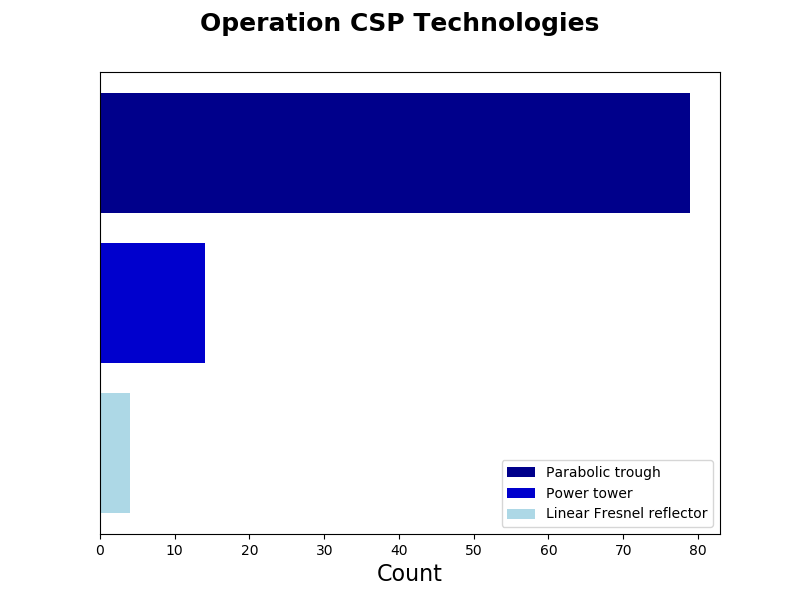 Operation CSP Technologies
Parabolic trough
Power tower
Linear Fresnel reflector
0 10 20 30 40 50 60 70 80
Count